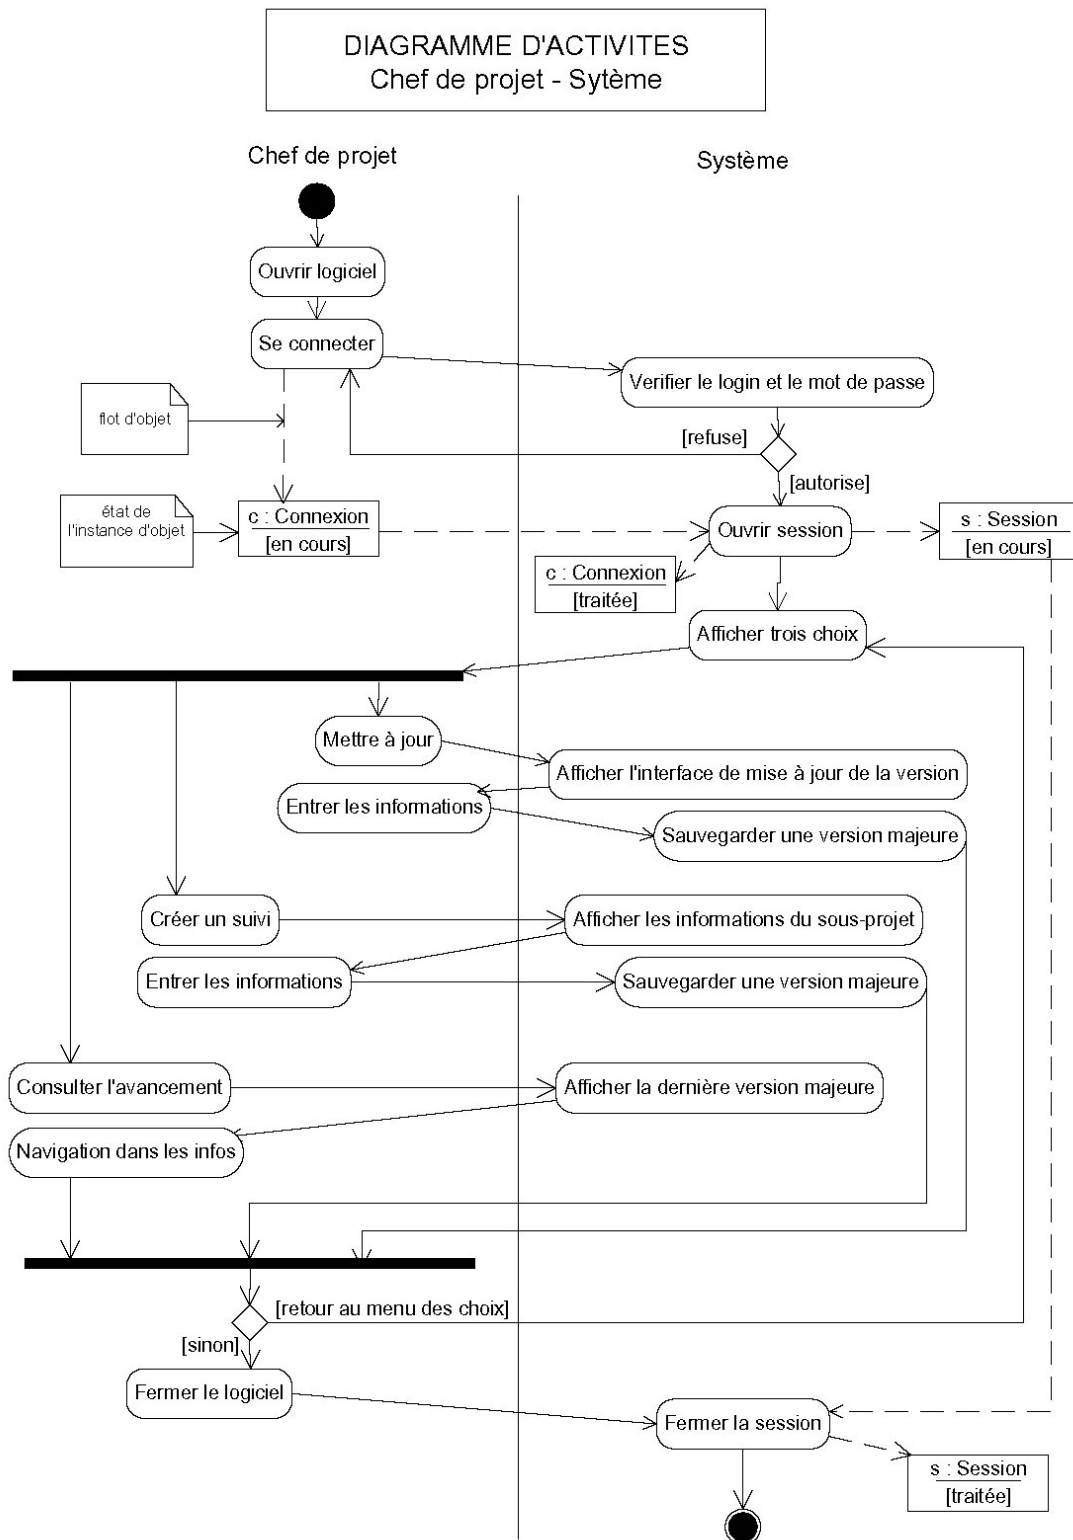 DIAGRAMME D'ACTIVITES
Chef de projet - Sytème
Chef de projet
Système
Ouvrir logiciel
Se connecter
Verifier le login et le mot de passe
flot d'objet
[refuse]
[autorise]
état de
l'instance d'objet
c : Connexion
[en cours]
Ouvrir session
s : Session
[en cours]
c : Connexion
[traitée]
Afficher trois choix
Mettre à jour
Afficher l'interface de mise à jour de la version
Entrer les informations
Sauvegarder une version majeure
Créer un suivi
Afficher les informations du sous-projet
Entrer les informations
Sauvegarder une version majeure
Consulter l'avancement
Afficher la dernière version majeure
Navigation dans les infos
[retour au menu des choix]
[sinon]
Fermer le logiciel
Fermer la session
s : Session
[traitée]